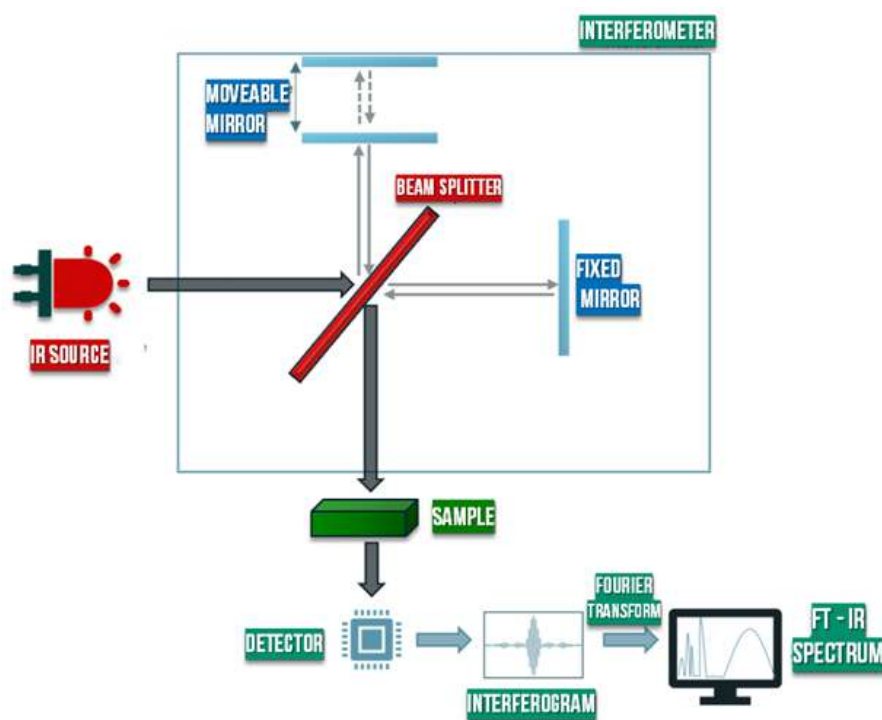 INTERFEROMETER
MOVEABLE
MIRROR
BEAM SPLITTER
FIXED
MIRROR
IR SOURCE
SAMPLE
FOURIER
TRANSFORM
DETECTOR
FT - IR
SPECTRUM
INTERFEROGRAM